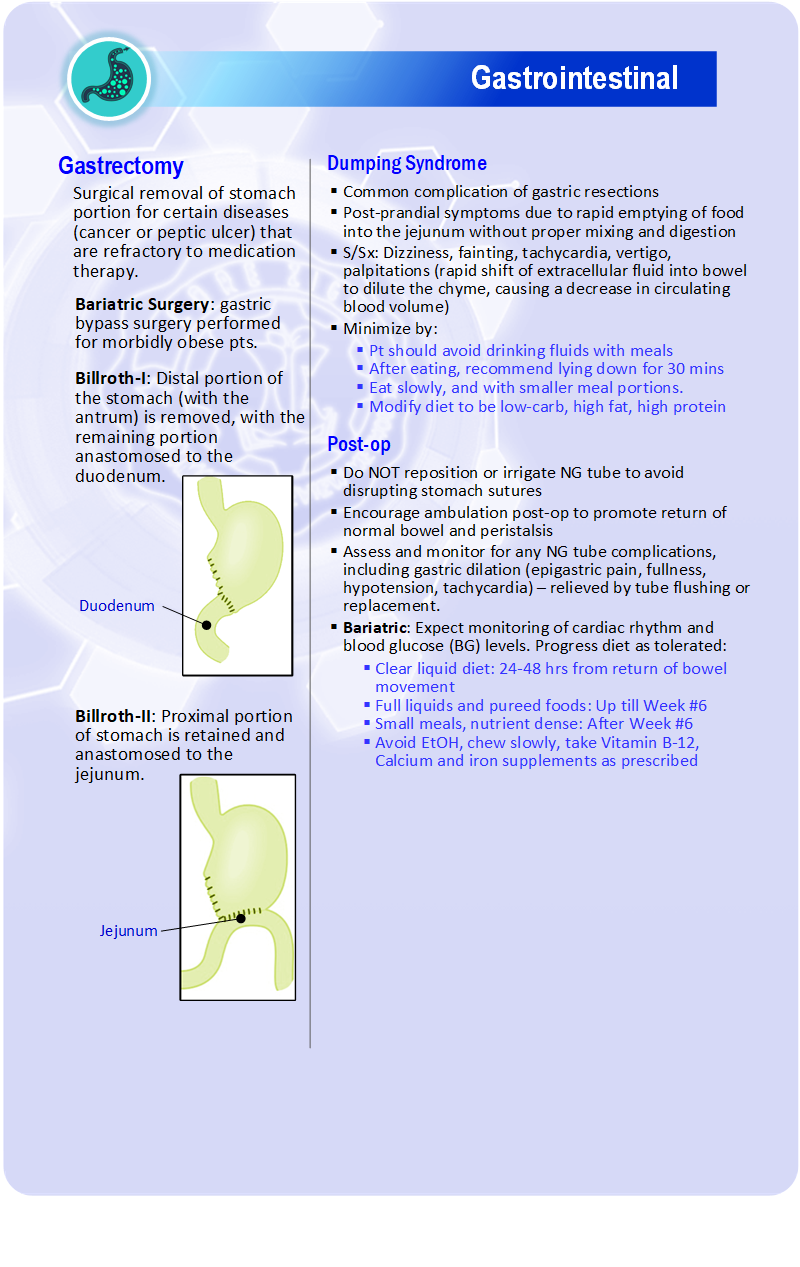 Gastrointestinal
Gastrectomy
Surgical removal of stomach
portion for certain diseases
(cancer or peptic ulcer) that
are refractory to medication
therapy.
Bariatric Surgery: gastric
bypass surgery performed
for morbidly obese pts.
Billroth-I: Distal portion of
the stomach (with the
antrum) is removed, with the
remaining portion
anastomosed to the
duodenum.
Duodenum
Billroth-II: Proximal portion
of stomach is retained and
anastomosed to the
jejunum.
Jejunum
Dumping Syndrome
▪ Common complication of gastric resections
▪ Post-prandial symptoms due to rapid emptying of food
into the jejunum without proper mixing and digestion
▪ S/Sx: Dizziness, fainting, tachycardia, vertigo,
palpitations (rapid shift of extracellular fluid into bowel
to dilute the chyme, causing a decrease in circulating
blood volume)
▪ Minimize by:
▪ Pt should avoid drinking fluids with meals
▪ After eating, recommend lying down for 30 mins
▪ Eat slowly, and with smaller meal portions.
▪ Modify diet to be low-carb, high fat, high protein
Post-op
▪ Do NOT reposition or irrigate NG tube to avoid
disrupting stomach sutures
▪ Encourage ambulation post-op to promote return of
normal bowel and peristalsis
▪ Assess and monitor for any NG tube complications,
including gastric dilation (epigastric pain, fullness,
hypotension, tachycardia) – relieved by tube flushing or
replacement.
▪ Bariatric: Expect monitoring of cardiac rhythm and
blood glucose (BG) levels. Progress diet as tolerated:
▪ Clear liquid diet: 24-48 hrs from return of bowel
movement
▪ Full liquids and pureed foods: Up till Week #6
▪ Small meals, nutrient dense: After Week #6
▪ Avoid EtOH, chew slowly, take Vitamin B-12,
Calcium and iron supplements as prescribed